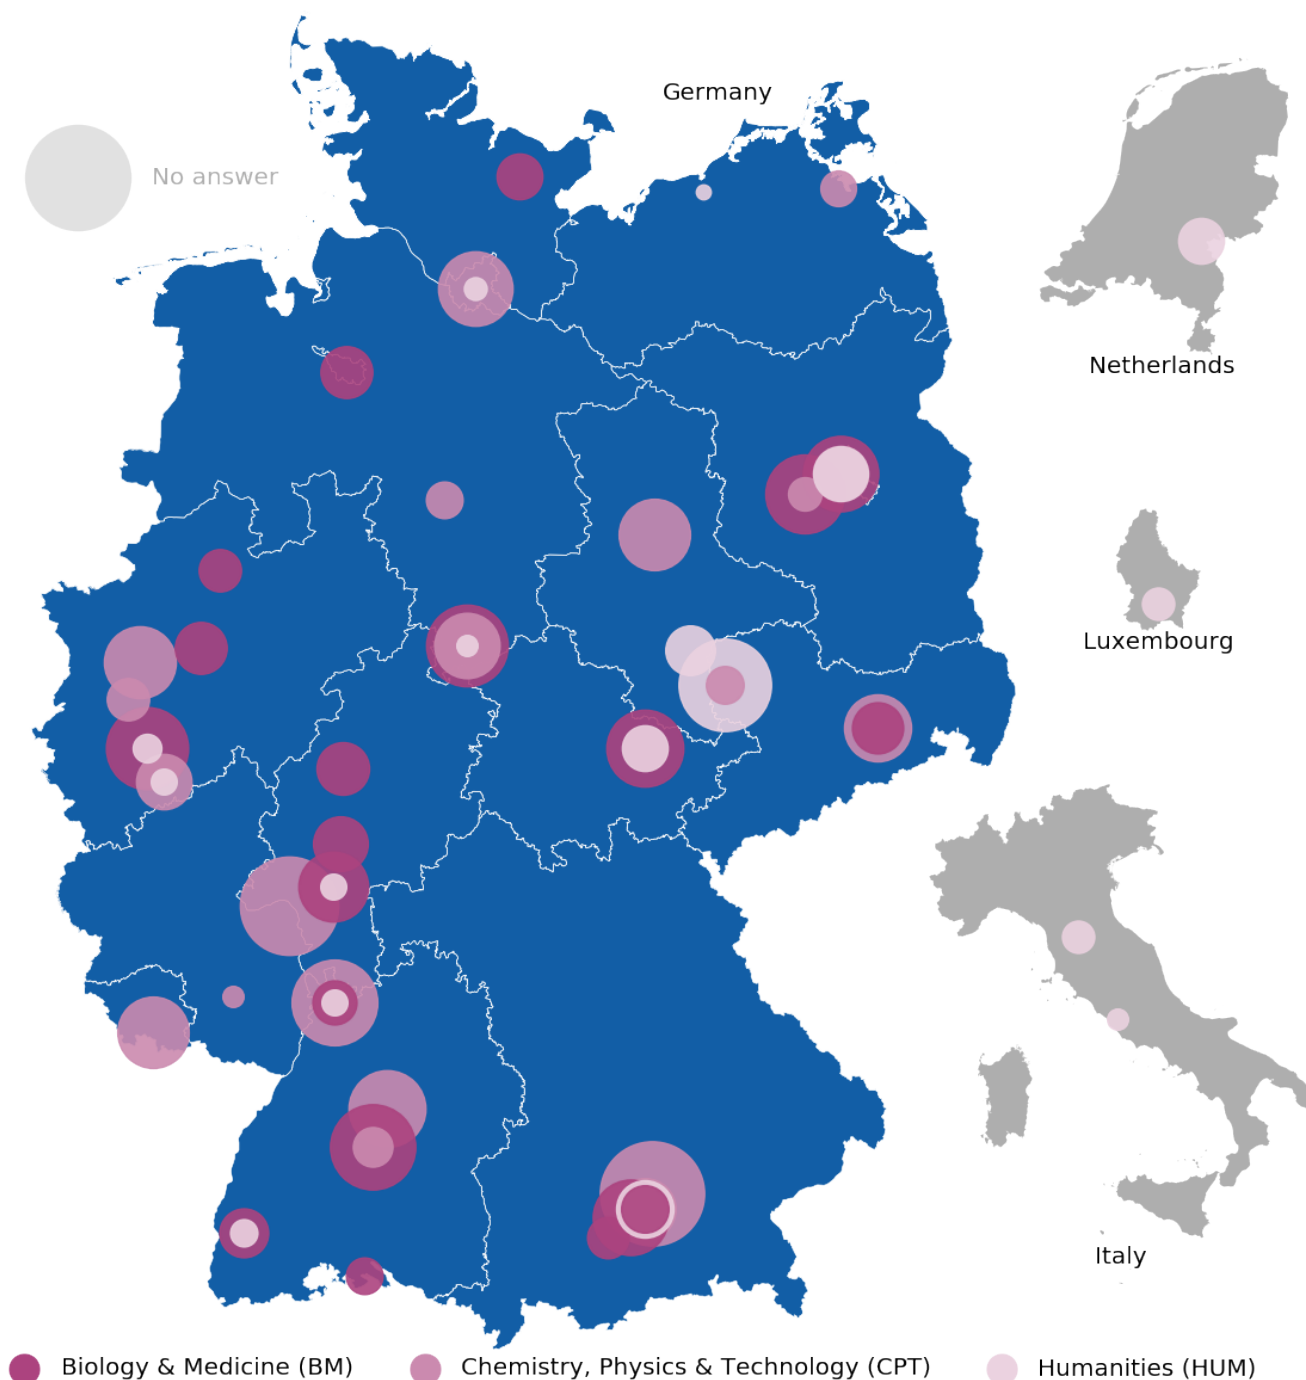 Germany
No answer
Netherlands
Luxembourg
Italy
Biology & Medicine (BM) Chemistry, Physics & Technology (CPT) Humanities (HUM)